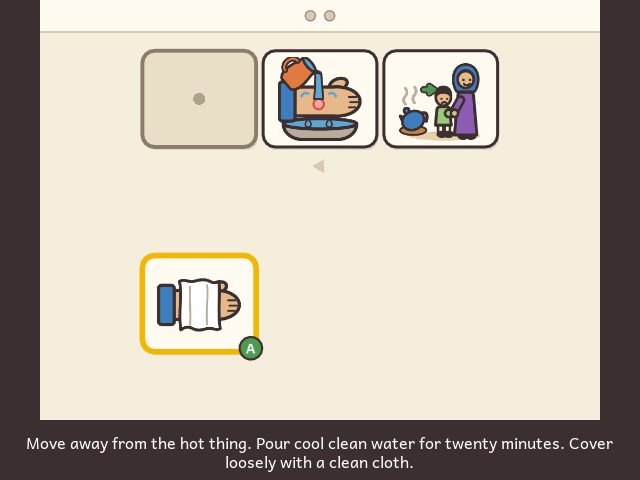 A
Move away from the hot thing. Pour cool clean water for twenty minutes. Cover
loosely with a clean cloth.